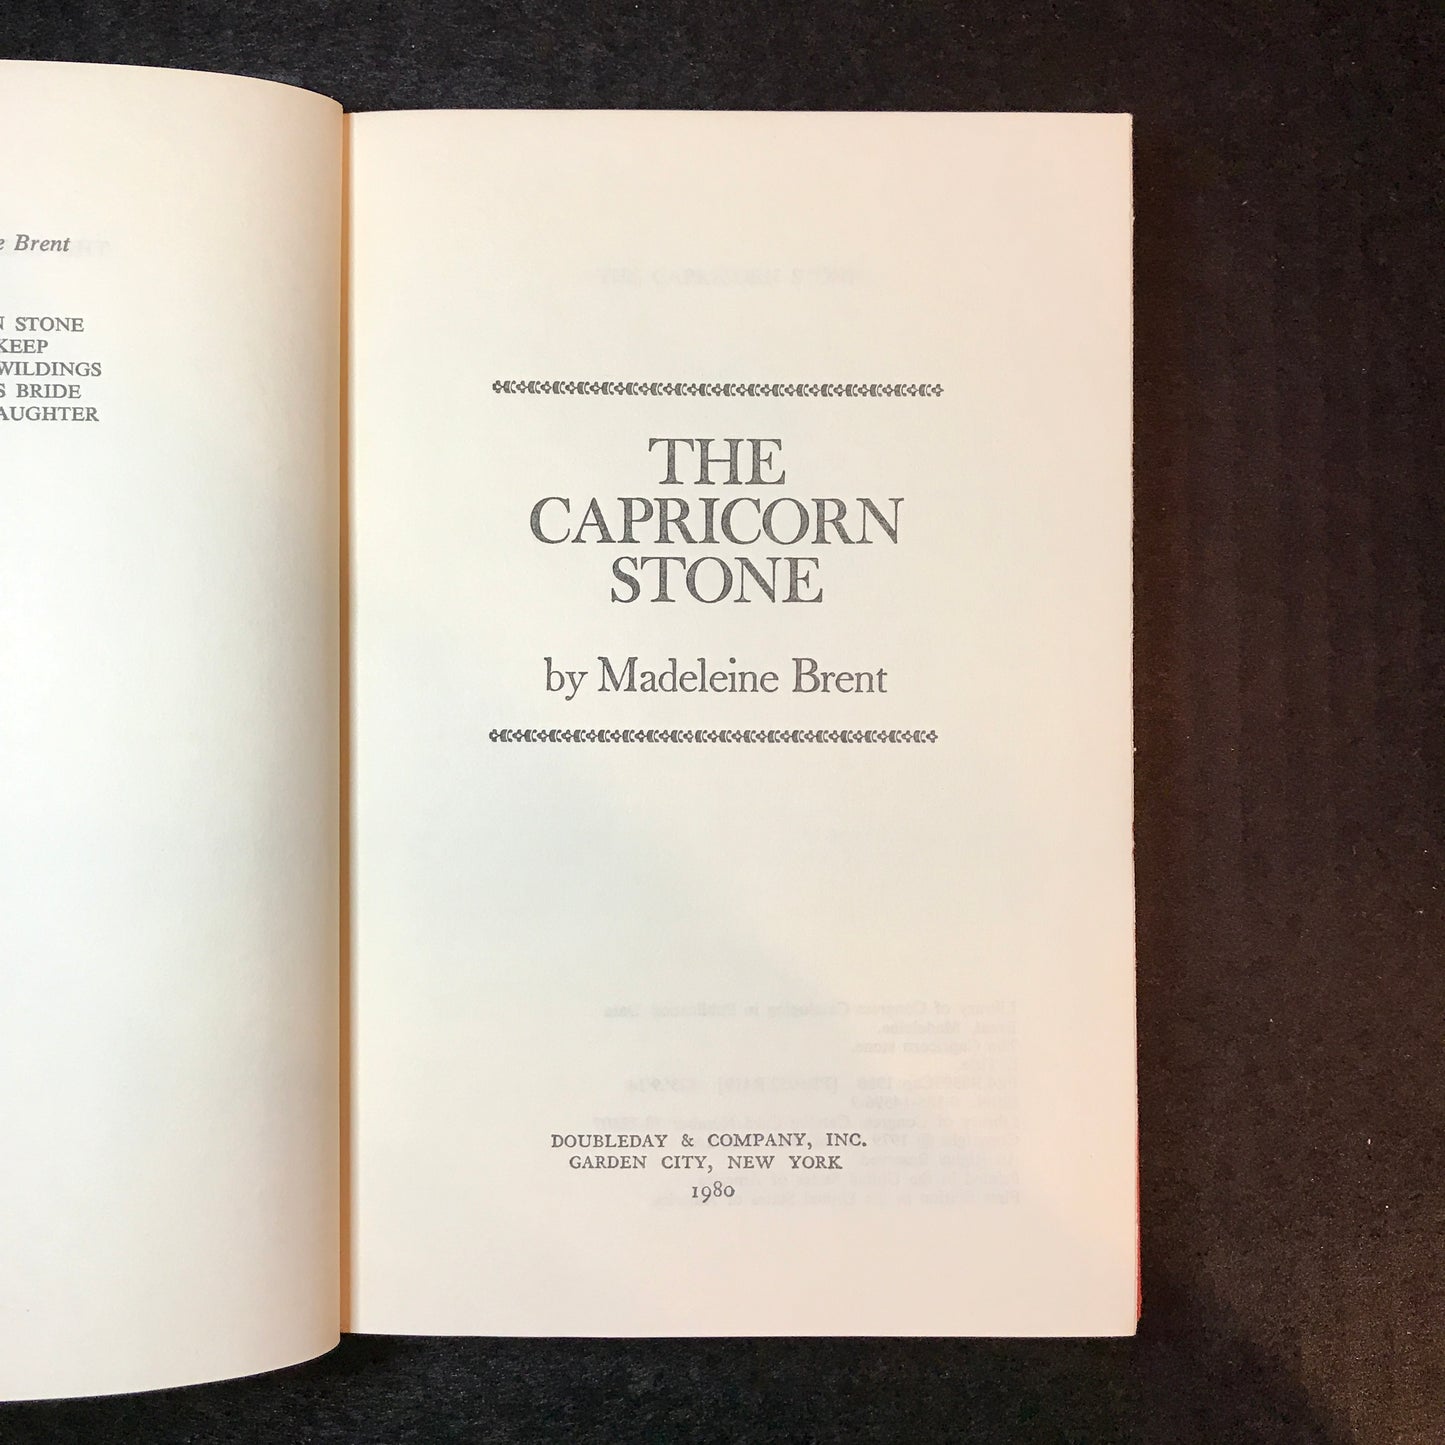 Brent
STONE
KEEP
WILDINGS
BRIDE
THE
CAPRICORN
STONE
by Madeleine Brent
DOUBLEDAY & COMPANY, INC.
GARDEN CITY, NEW YORK
1980